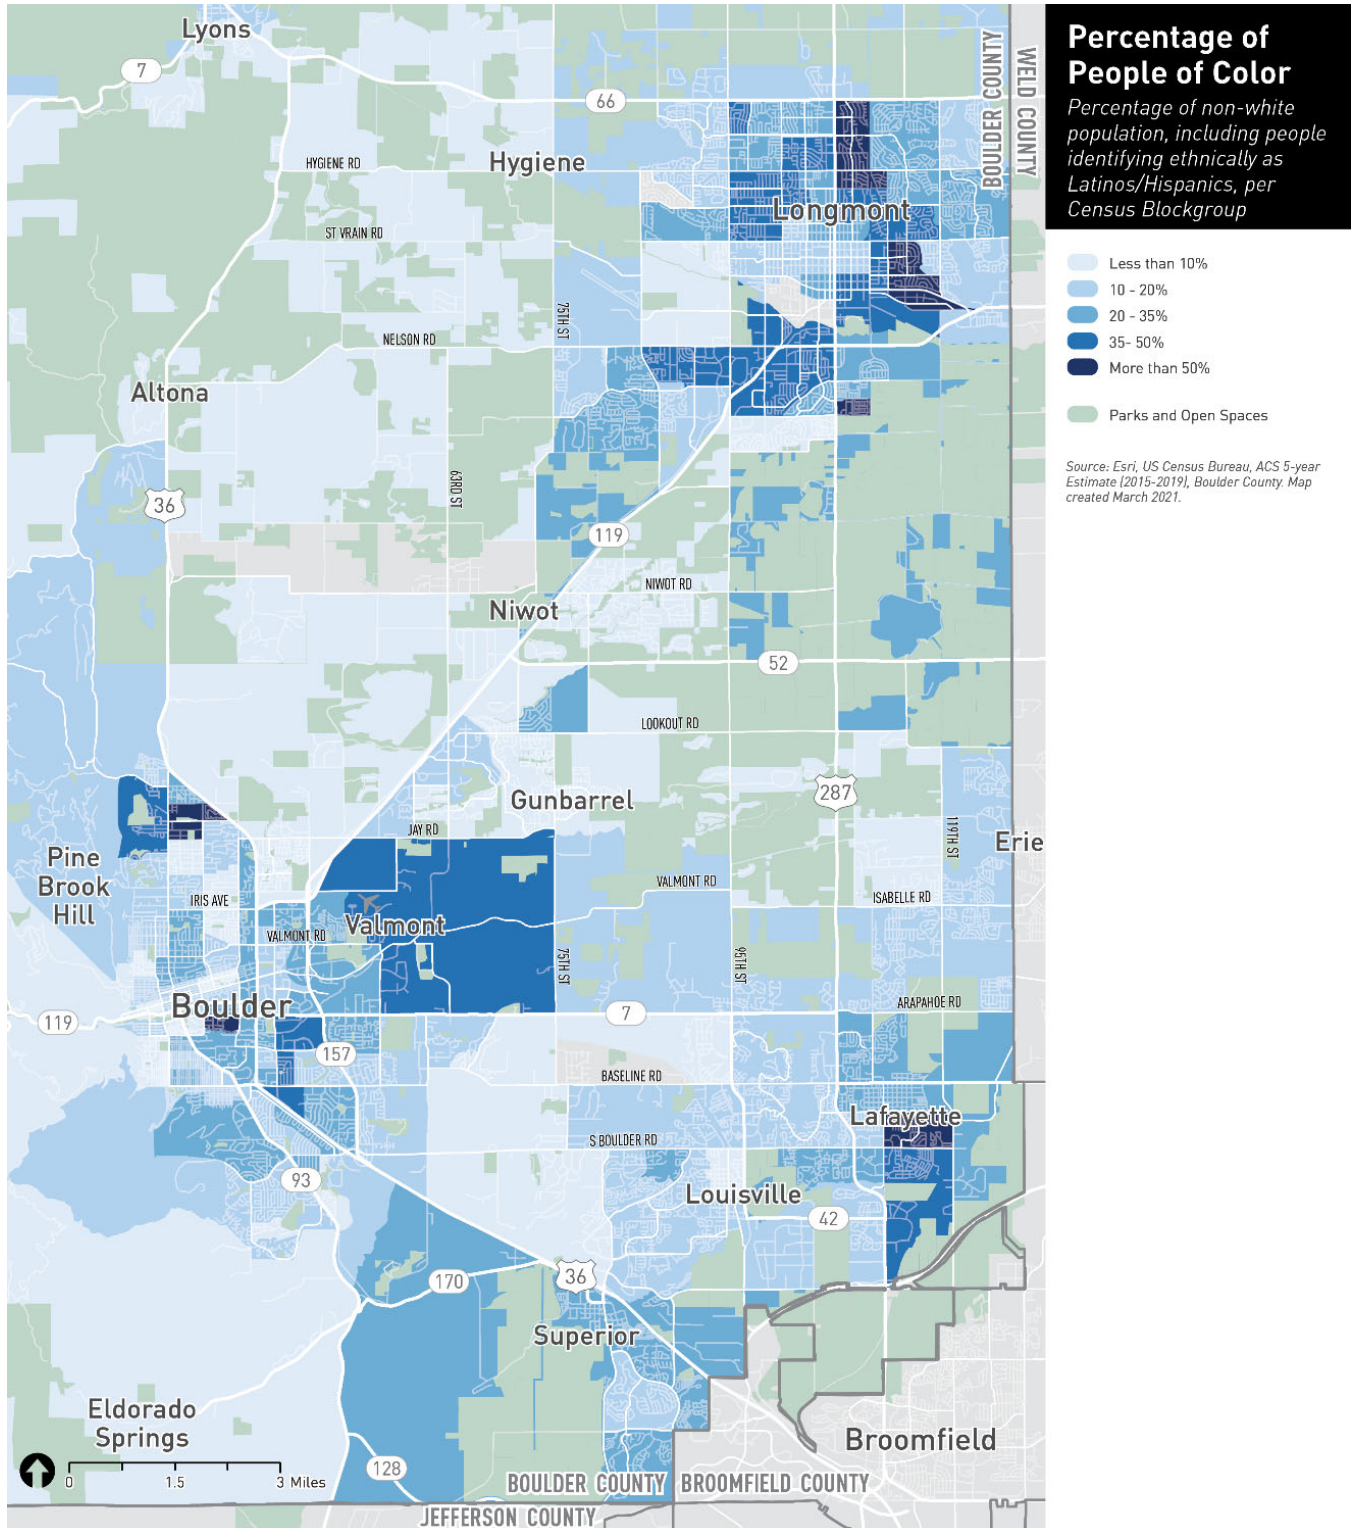 Percentage of
People of Color
Percentage of non-white
population, including people
identifying ethnically as
Latinos/Hispanics, per
Census Blockgroup
Less than 10%
10 - 20%
20 - 35%
35- 50%
More than 50%
Parks and Open Spaces
Source: Esri, US Census Bureau, ACS 5-year
Estimate (2015-2019), Boulder County. Map
created March 2021.
Lyons
7
66
BOULDER COUNTY
WELD COUNTY
HYGIENE RD
Hygiene
Longmont
ST VRAIN RD
75TH ST
NELSON RD
Altona
63RD ST
36
119
NIWOT RD
Niwot
52
LOOKOUT RD
287
Gunbarrel
JAY RD
119TH ST
Erie
Pine
Brook
Hill
VALMONT RD
ISABELLE RD
IRIS AVE
Valmont
VALMONT RD
75TH ST
95TH ST
Boulder
ARAPAHOE RD
119
7
157
BASELINE RD
Lafayette
S BOULDER RD
93
Louisville
42
36
170
Superior
Eldorado
Springs
Broomfield
128
0
1.5
3 Miles
BOULDER COUNTY
BROOMFIELD COUNTY
JEFFERSON COUNTY